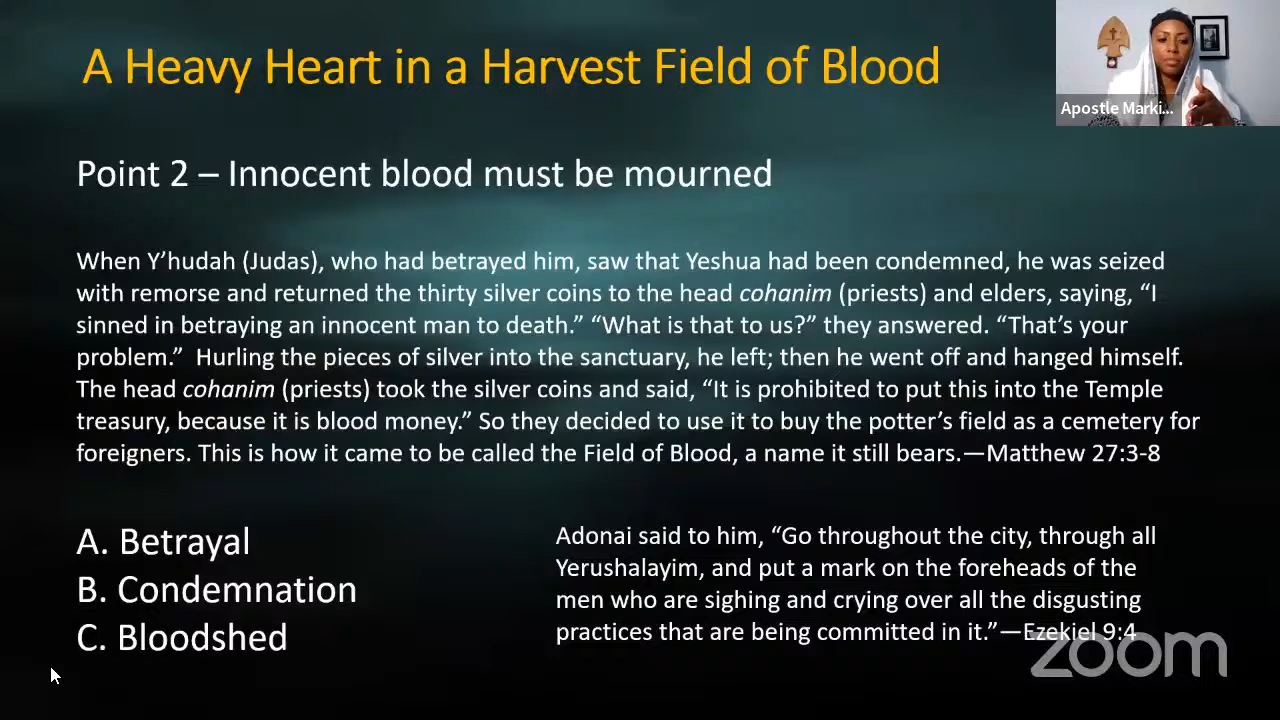 A Heavy Heart in a Harvest Field of Blood
Apostle Marki...
Point 2 – Innocent blood must be mourned
When Y’hudah (Judas), who had betrayed him, saw that Yeshua had been condemned, he was seized
with remorse and returned the thirty silver coins to the head cohanim (priests) and elders, saying, “I
sinned in betraying an innocent man to death.” “What is that to us?” they answered. “That’s your
problem.”  Hurling the pieces of silver into the sanctuary, he left; then he went off and hanged himself.
The head cohanim (priests) took the silver coins and said, “It is prohibited to put this into the Temple
treasury, because it is blood money.” So they decided to use it to buy the potter’s field as a cemetery for
foreigners. This is how it came to be called the Field of Blood, a name it still bears.—Matthew 27:3-8
A. Betrayal
B. Condemnation
C. Bloodshed
Adonai said to him, “Go throughout the city, through all
Yerushalayim, and put a mark on the foreheads of the
men who are sighing and crying over all the disgusting
practices that are being committed in it.”—Ezekiel 9:4
zoom